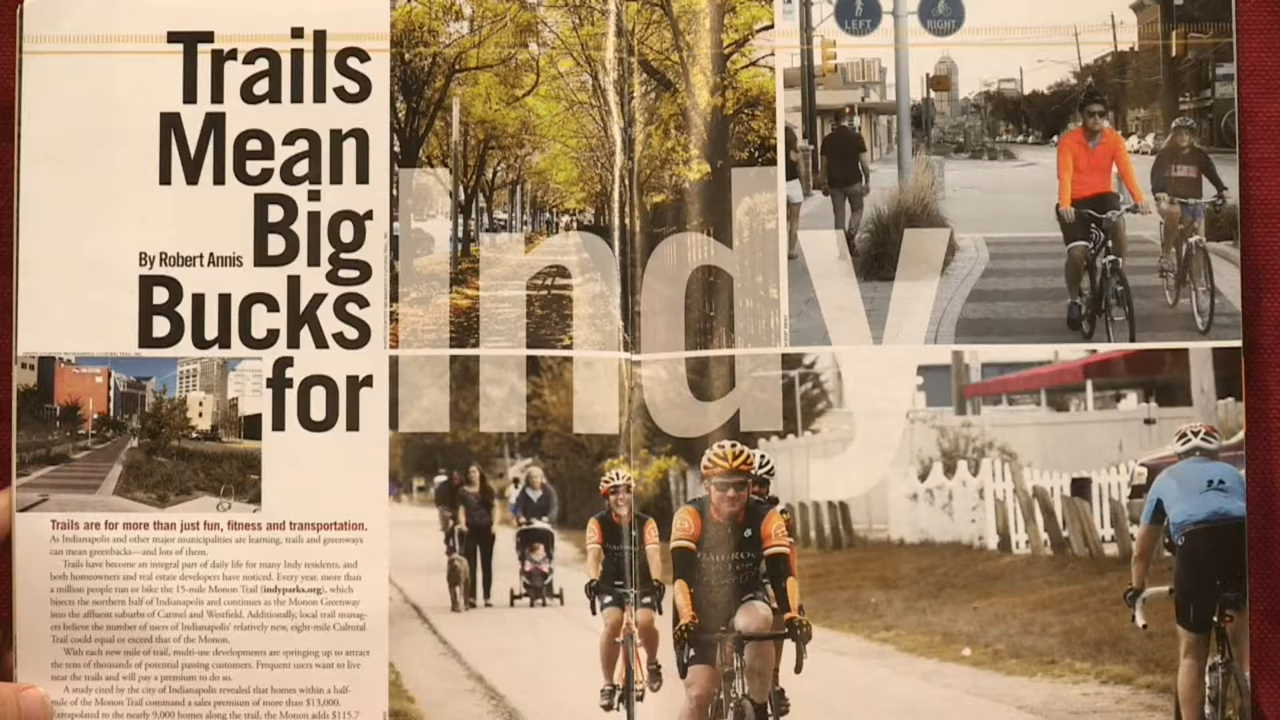 Trails
Mean
Big
By Robert Annis
Bucks
for
Indy
LEFT
RIGHT
Trails are for more than just fun, fitness and transportation.
As Indianapolis and other major municipalities are learning, trails and greenways
can mean greenbacks—and lots of them.
Trails have become an integral part of daily life for many Indy residents, and
both homeowners and real estate developers have noticed. Every year, more than
a million people run or bike the 15-mile Monon Trail (indyparks.org), which
bisects the northern half of Indianapolis and continues as the Monon Greenway
into the affluent suburbs of Carmel and Westfield. Additionally, local trail manag-
ers believe the number of users of Indianapolis' relatively new, eight-mile Cultural
Trail could equal or exceed that of the Monon.
With each new mile of trail, multi-use developments are springing up to attract
the tens of thousands of potential passing customers. Frequent users want to live
near the trails and will pay a premium to do so.
A study cited by the city of Indianapolis revealed that homes within a half-
mile of the Monon Trail command a sales premium of more than $13,000.
Extrapolated to the nearly 9,000 homes along the trail, the Monon adds $115.7